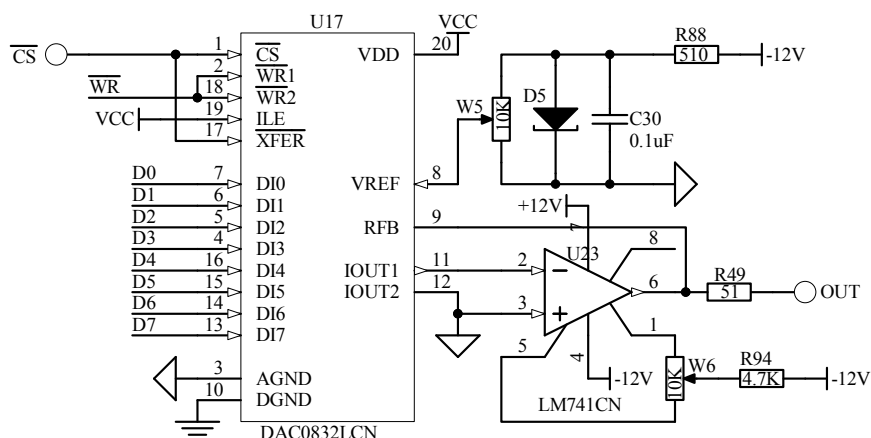 U17
VCC
R88
CS
1
CS
VDD
20
510
-12V
2
WR1
WR
18
WR2
D5
VCC
19
ILE
W5
10K
C30
17
XFER
0.1uF
D0
7
DI0
VREF
8
D1
6
DI1
+12V
D2
5
DI2
RFB
9
7
U23
D3
4
DI3
8
D4
16
DI4
IOUT1
11
2
6
R49
D5
15
DI5
IOUT2
12
51
OUT
D6
14
DI6
3
D7
13
DI7
5
1
4
3
AGND
-12V
10K
W6
R94
4.7K
-12V
10
DGND
LM741CN
DAC0832LCN